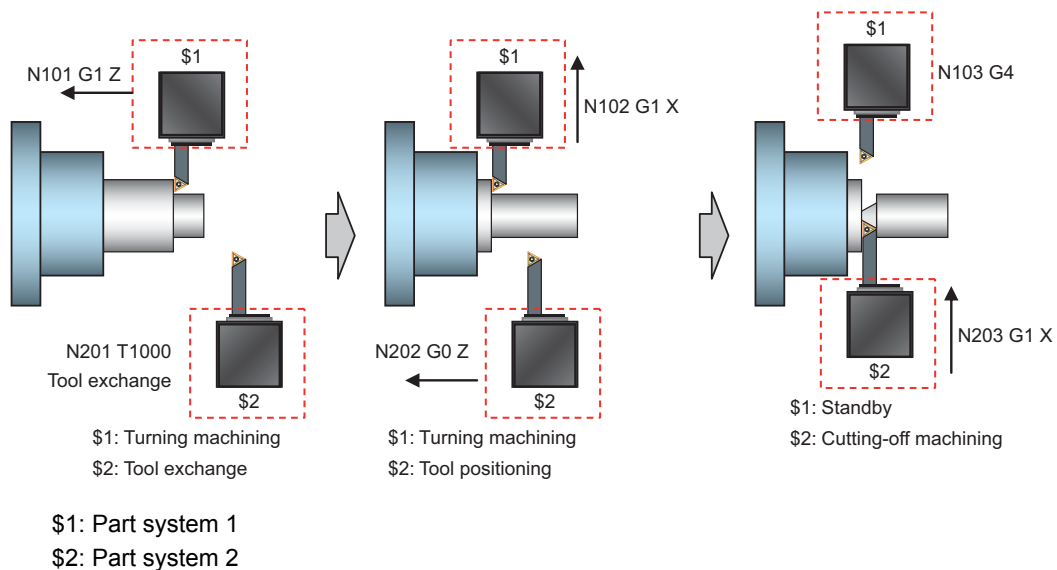 $1
N101 G1 Z
N201 T1000
Tool exchange
$2
$1: Turning machining
$2: Tool exchange
$1
N102 G1 X
N202 G0 Z
$2
$1: Turning machining
$2: Tool positioning
$1
N103 G4
N203 G1 X
$2
$1: Standby
$2: Cutting-off machining
$1: Part system 1
$2: Part system 2